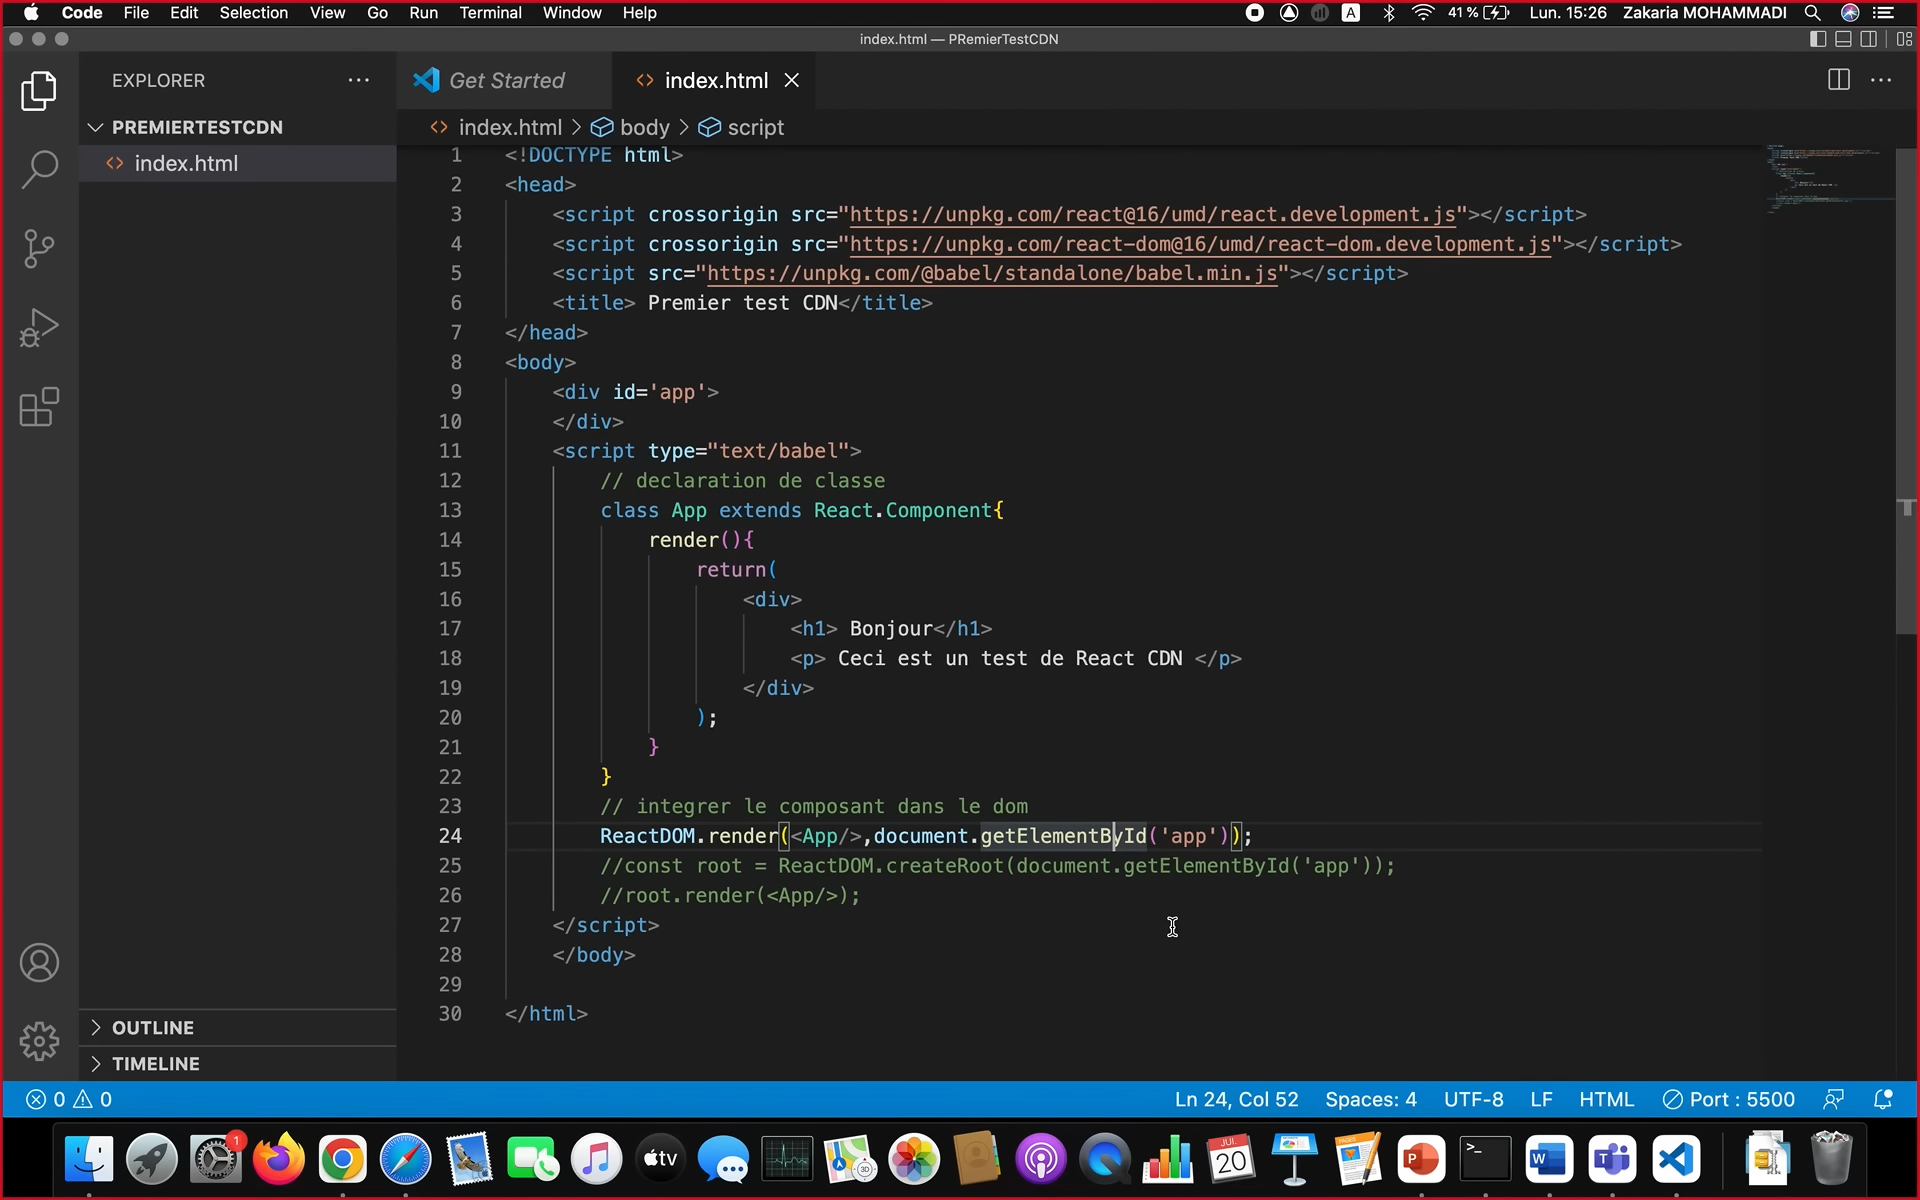 Code File Edit Selection View Go Run Terminal Window Help
A 41% Lun. 15:26 Zakaria MOHAMMADI
index.html — PRemierTestCDN
EXPLORER ···
PREMIERTESTCDN
index.html
OUTLINE
TIMELINE
Get Started
index.html
index.html > body > script
1 <!DOCTYPE html>
2 <head>
3 <script crossorigin src="https://unpkg.com/react@16/umd/react.development.js"></script>
4 <script crossorigin src="https://unpkg.com/react-dom@16/umd/react-dom.development.js"></script>
5 <script src="https://unpkg.com/@babel/standalone/babel.min.js"></script>
6 <title> Premier test CDN</title>
7 </head>
8 <body>
9 <div id='app'>
10 </div>
11 <script type="text/babel">
12 // declaration de classe
13 class App extends React.Component{
14 render(){
15 return(
16 <div>
17 <h1> Bonjour</h1>
18 <p> Ceci est un test de React CDN </p>
19 </div>
20 );
21 }
22 }
23 // integrer le composant dans le dom
24 ReactDOM.render(<App/>,document.getElementById('app'));
25 //const root = ReactDOM.createRoot(document.getElementById('app'));
26 //root.render(<App/>);
27 </script>
28 </body>
29
30 </html>
0 0 Ln 24, Col 52 Spaces: 4 UTF-8 LF HTML Port : 5500
1
tv
3D
JUIL.
20
PAGES
P
>_
W
T